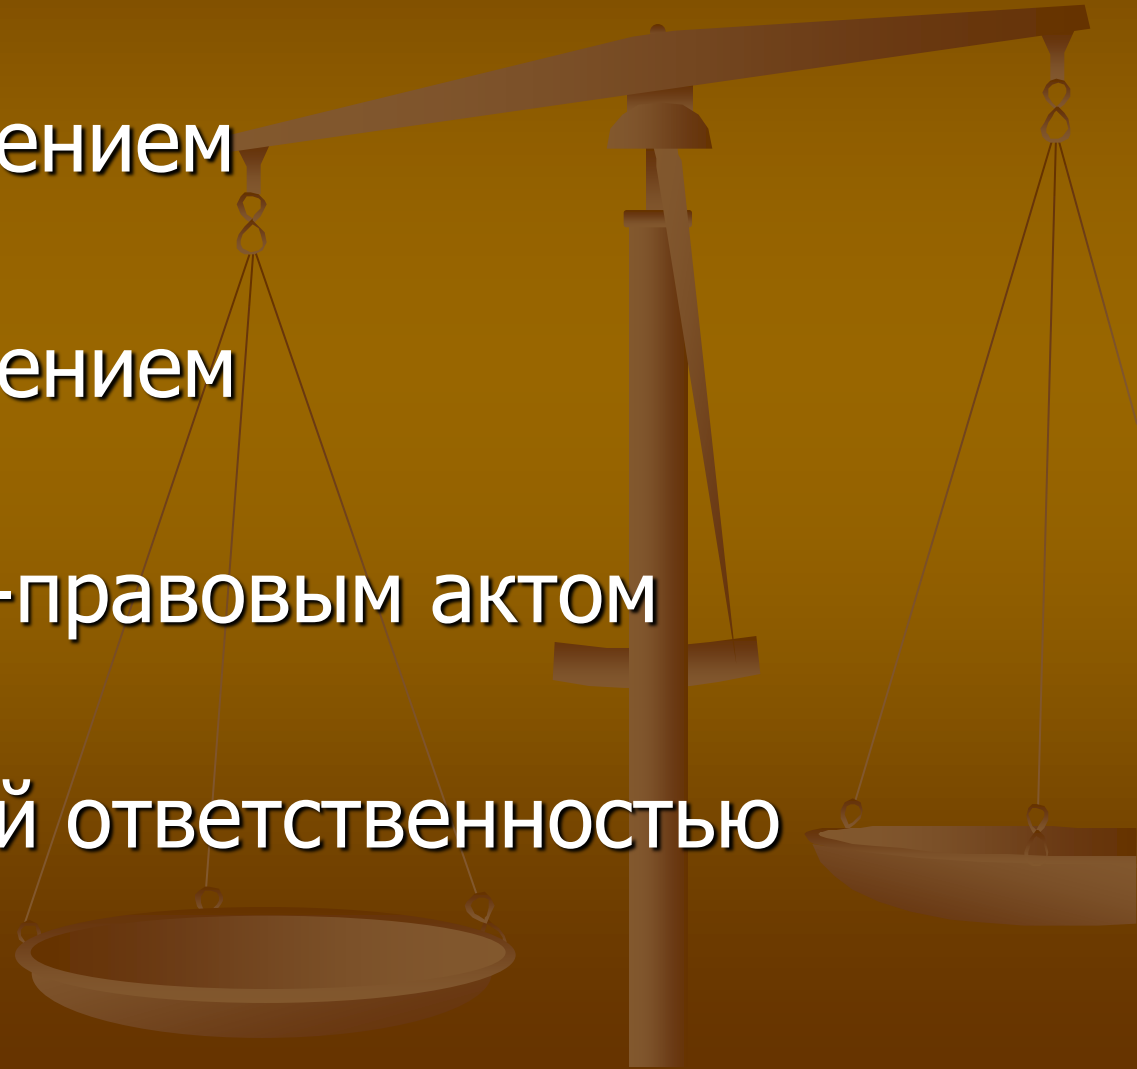 ением
ением
-правовым актом
й ответственностью